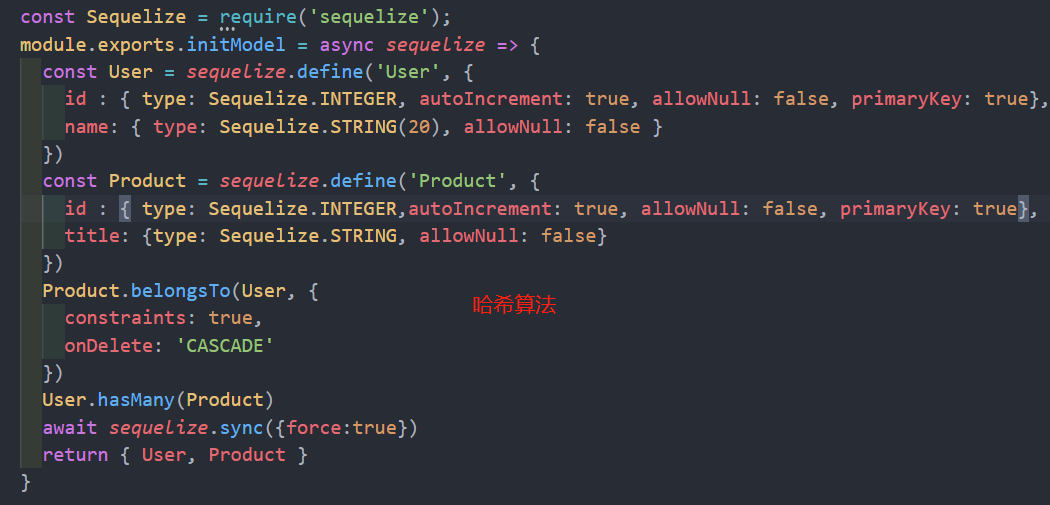 const Sequelize = require('sequelize');
module.exports.initModel = async sequelize => {
const User = sequelize.define('User', {
id : { type: Sequelize.INTEGER, autoIncrement: true, allowNull: false, primaryKey: true},
name: { type: Sequelize.STRING(20), allowNull: false }
})
const Product = sequelize.define('Product', {
id : { type: Sequelize.INTEGER,autoIncrement: true, allowNull: false, primaryKey: true},
title: {type: Sequelize.STRING, allowNull: false}
})
Product.belongsTo(User, {
哈希算法
constraints: true,
onDelete: 'CASCADE'
})
User.hasMany(Product)
await sequelize.sync({force:true})
return { User, Product }
}